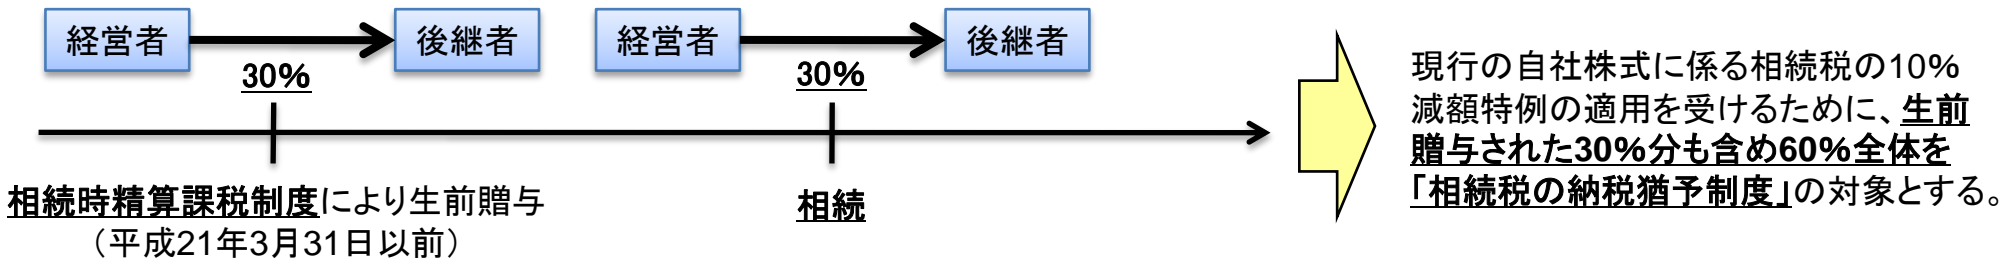 経営者
後継者
30%
経営者
後継者
30%
相続時精算課税制度により生前贈与
（平成21年3月31日以前）
相続
現行の自社株式に係る相続税の10%
減額特例の適用を受けるために、生前
贈与された30%分も含め60%全体を
「相続税の納税猶予制度」の対象とする。